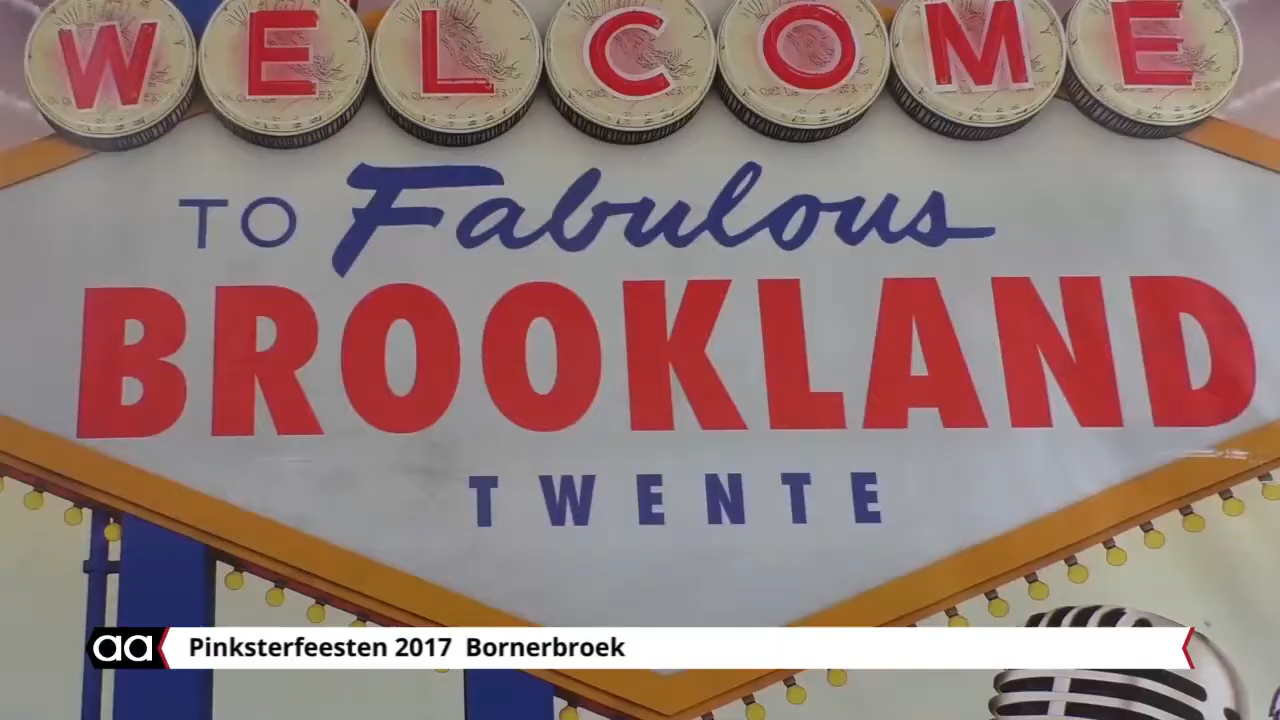 WELCOME
TO Fabulous
BROOKLAND
TWENTE
aa Pinksterfeesten 2017 Bornerbroek